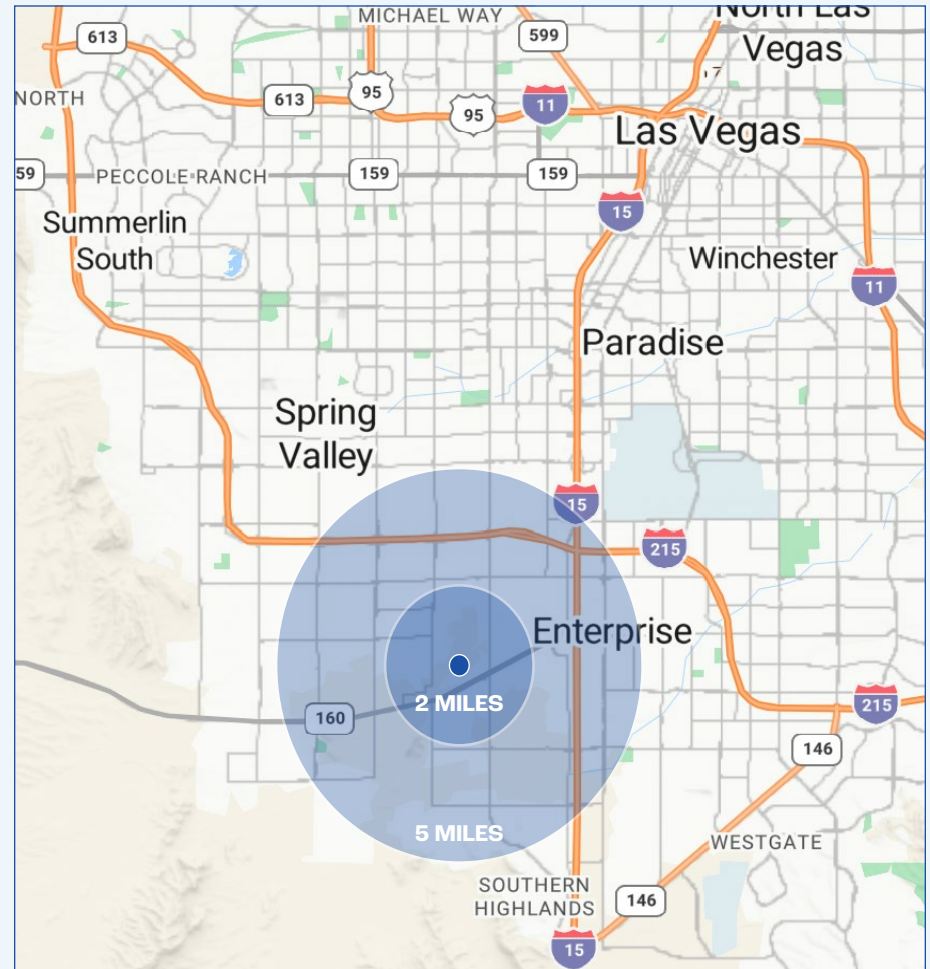 MICHAEL WAY
North Las
Vegas
613
599
95
613
95
11
NORTH
Las Vegas
59
PECCOLE RANCH
159
159
15
Summerlin
South
Winchester
11
Paradise
Spring
Valley
15
215
Enterprise
2 MILES
160
215
146
5 MILES
WESTGATE
SOUTHERN
HIGHLANDS
146
15